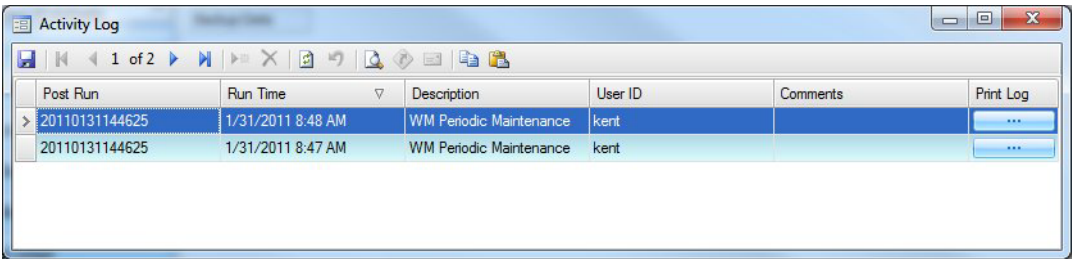 Activity Log
1 of 2
Post Run Run Time Description User ID Comments Print Log
20110131144625 1/31/2011 8:48 AM WM Periodic Maintenance kent ...
20110131144625 1/31/2011 8:47 AM WM Periodic Maintenance kent ...